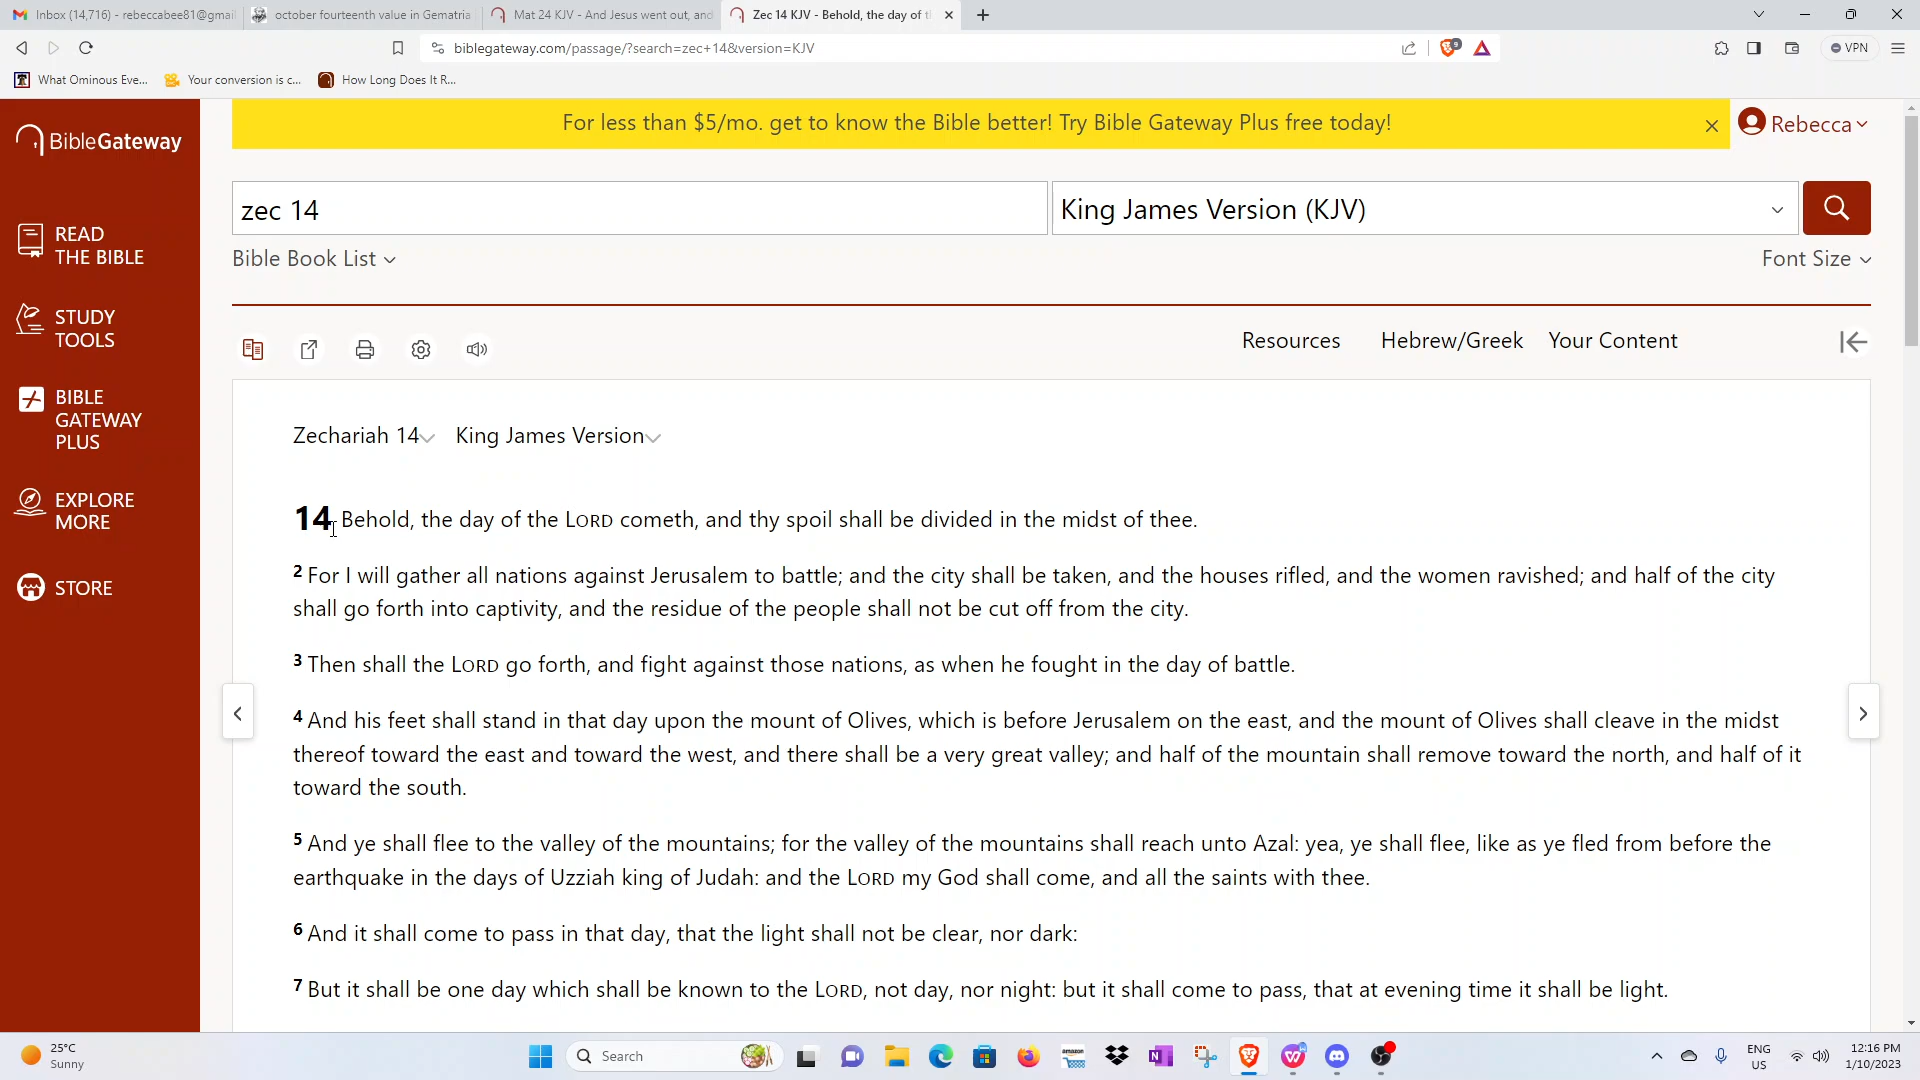 Inbox (14,716) - rebeccabee81@gmai
october fourteenth value in Gematria
Mat 24 KJV - And Jesus went out, and
Zec 14 KJV - Behold, the day of t
biblegateway.com/passage/?search=zec+14&version=KJV
9
VPN
What Ominous Eve...
Your conversion is c...
How Long Does It R...
BibleGateway
For less than $5/mo. get to know the Bible better! Try Bible Gateway Plus free today!
Rebecca
zec 14
King James Version (KJV)
Bible Book List
Font Size
READ
THE BIBLE
STUDY
TOOLS
BIBLE
GATEWAY
PLUS
EXPLORE
MORE
STORE
Resources
Hebrew/Greek
Your Content
Zechariah 14
King James Version
14 Behold, the day of the LORD cometh, and thy spoil shall be divided in the midst of thee.
2 For I will gather all nations against Jerusalem to battle; and the city shall be taken, and the houses rifled, and the women ravished; and half of the city
shall go forth into captivity, and the residue of the people shall not be cut off from the city.
3 Then shall the LORD go forth, and fight against those nations, as when he fought in the day of battle.
4 And his feet shall stand in that day upon the mount of Olives, which is before Jerusalem on the east, and the mount of Olives shall cleave in the midst
thereof toward the east and toward the west, and there shall be a very great valley; and half of the mountain shall remove toward the north, and half of it
toward the south.
5 And ye shall flee to the valley of the mountains; for the valley of the mountains shall reach unto Azal: yea, ye shall flee, like as ye fled from before the
earthquake in the days of Uzziah king of Judah: and the LORD my God shall come, and all the saints with thee.
6 And it shall come to pass in that day, that the light shall not be clear, nor dark:
7 But it shall be one day which shall be known to the LORD, not day, nor night: but it shall come to pass, that at evening time it shall be light.
25°C
Sunny
Search
amazon
ENG
US
12:16 PM
1/10/2023